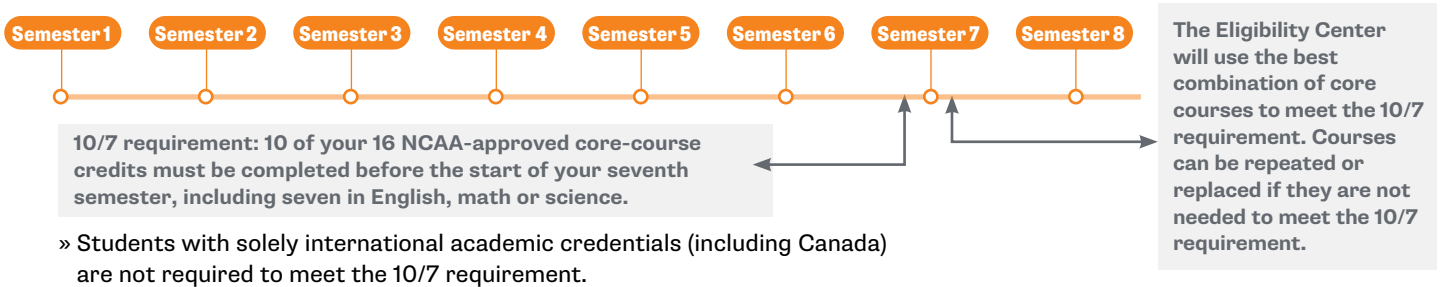 Semester 1
Semester 2
Semester 3
Semester 4
Semester 5
Semester 6
Semester 7
Semester 8
10/7 requirement: 10 of your 16 NCAA-approved core-course
credits must be completed before the start of your seventh
semester, including seven in English, math or science.
The Eligibility Center
will use the best
combination of core
courses to meet the 10/7
requirement. Courses
can be repeated or
replaced if they are not
needed to meet the 10/7
requirement.
» Students with solely international academic credentials (including Canada)
are not required to meet the 10/7 requirement.